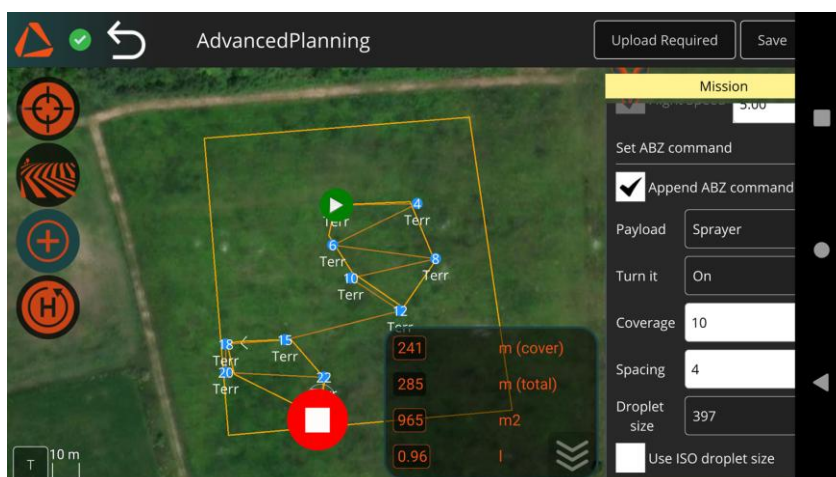 AdvancedPlanning
Upload Required
Save
Mission
5.00
Set ABZ command
Append ABZ command
Payload
Sprayer
Turn it
On
Coverage
10
Spacing
4
Droplet
size
397
Use ISO droplet size
4
Terr
Terr
6
Terr
8
Terr
10
Terr
12
Terr
15
Terr
18
Terr
20
Terr
22
241 m (cover)
285 m (total)
965 m2
0.96 l
T
10 m
H